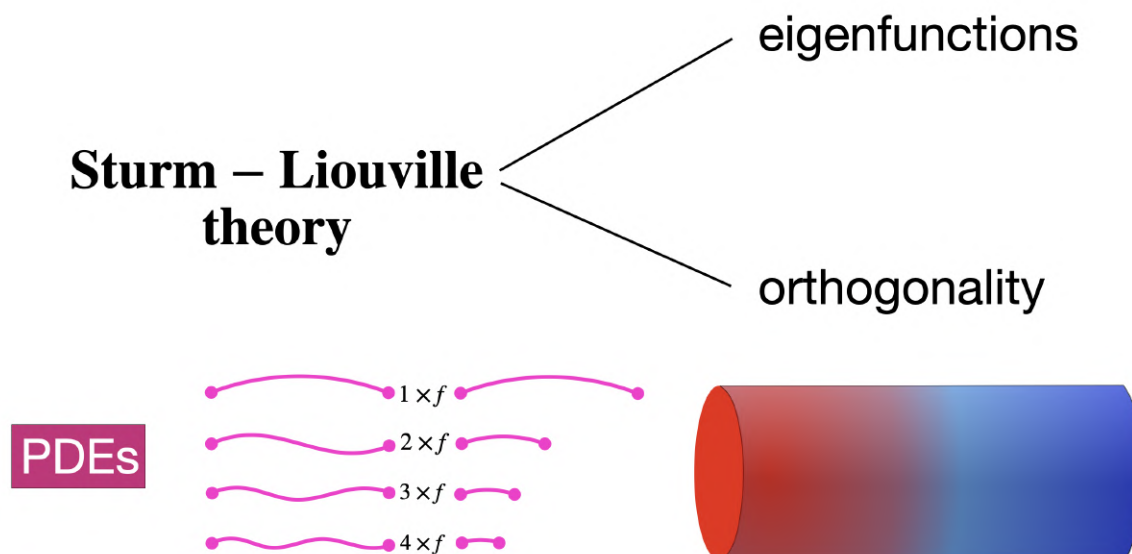 eigenfunctions
Sturm – Liouville
theory
orthogonality
PDEs
1 × f
2 × f
3 × f
4 × f